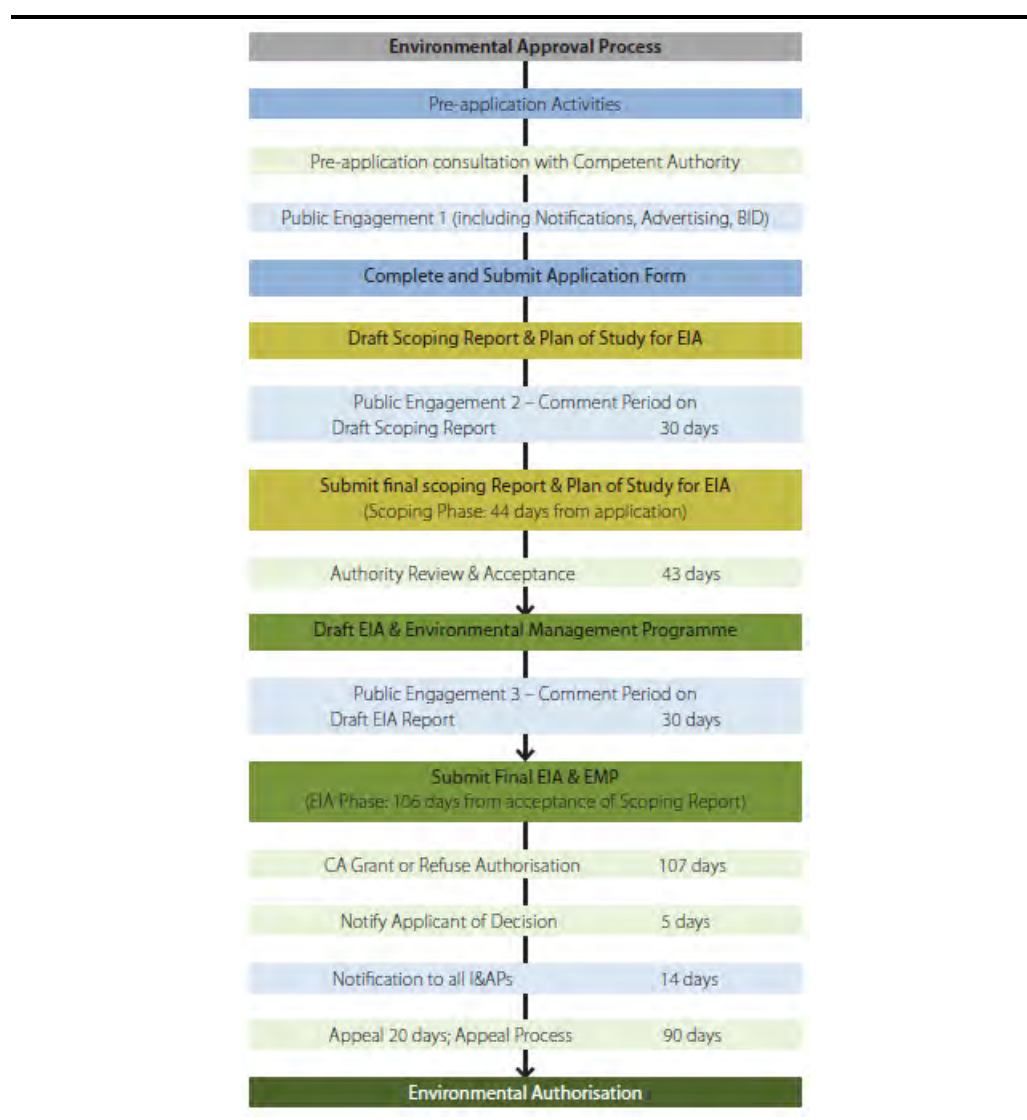 Environmental Approval Process
Pre-application Activities
Pre-application consultation with Competent Authority
Public Engagement 1 (including Notifications, Advertising, BID)
Complete and Submit Application Form
Draft Scoping Report & Plan of Study for EIA
Public Engagement 2 – Comment Period on
Draft Scoping Report 30 days
Submit final scoping Report & Plan of Study for EIA
(Scoping Phase: 44 days from application)
Authority Review & Acceptance 43 days
Draft EIA & Environmental Management Programme
Public Engagement 3 – Comment Period on
Draft EIA Report 30 days
Submit Final EIA & EMP
(EIA Phase: 106 days from acceptance of Scoping Report)
CA Grant or Refuse Authorisation 107 days
Notify Applicant of Decision 5 days
Notification to all I&APs 14 days
Appeal 20 days; Appeal Process 90 days
Environmental Authorisation